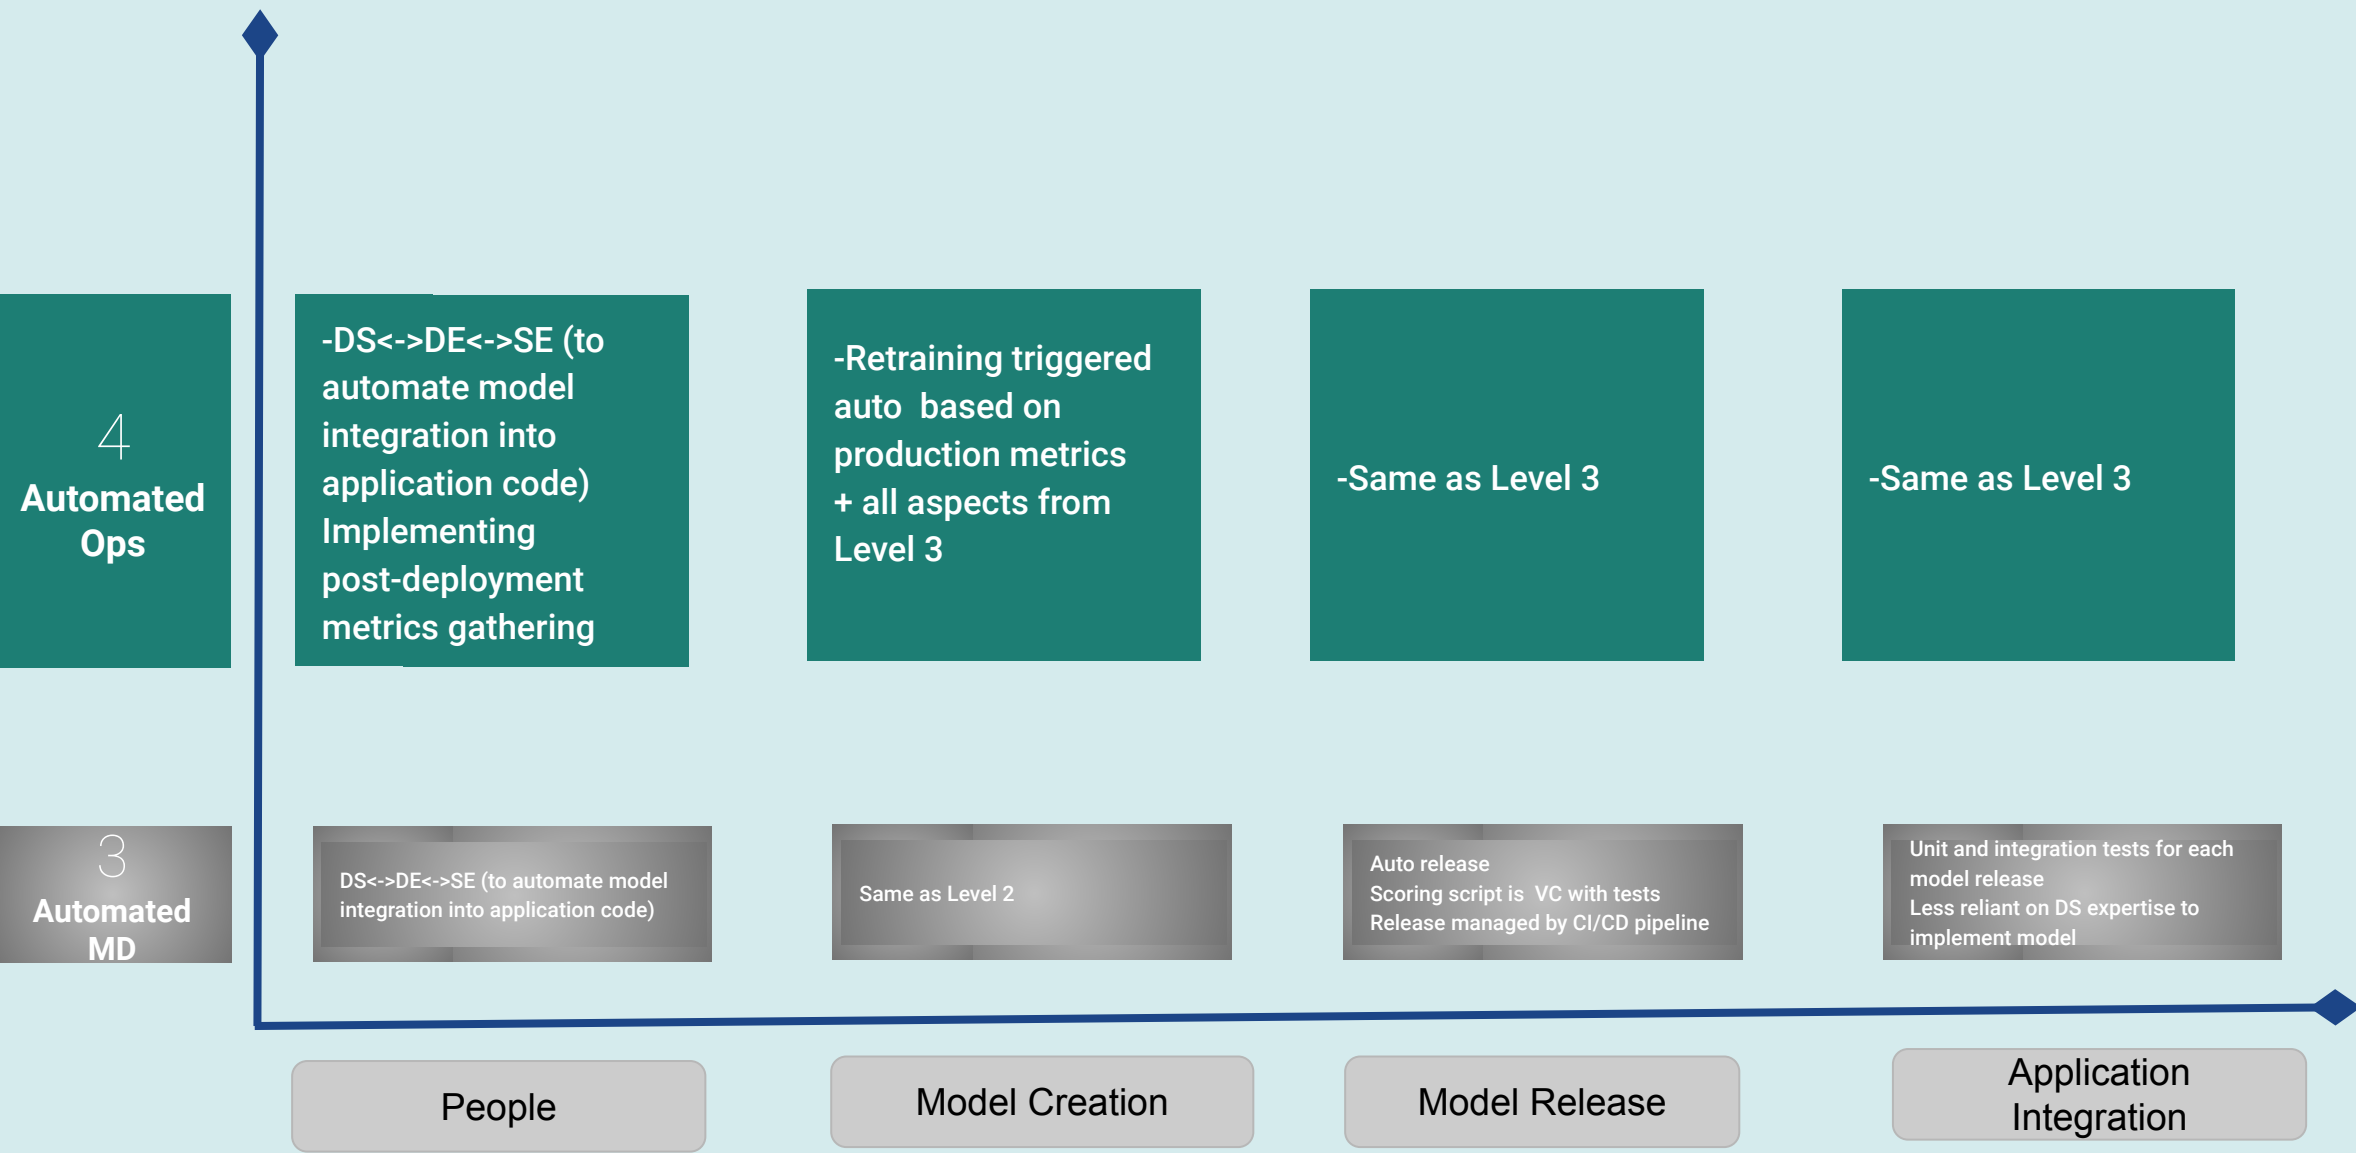 4
Automated
Ops
-DS<->DE<->SE (to
automate model
integration into
application code)
Implementing
post-deployment
metrics gathering
-Retraining triggered
auto  based on
production metrics
+ all aspects from
Level 3
-Same as Level 3
-Same as Level 3
3
Automated
MD
DS<->DE<->SE (to automate model
integration into application code)
Same as Level 2
Auto release
Scoring script is  VC with tests
Release managed by CI/CD pipeline
Unit and integration tests for each
model release
Less reliant on DS expertise to
implement model
People
Model Creation
Model Release
Application
Integration